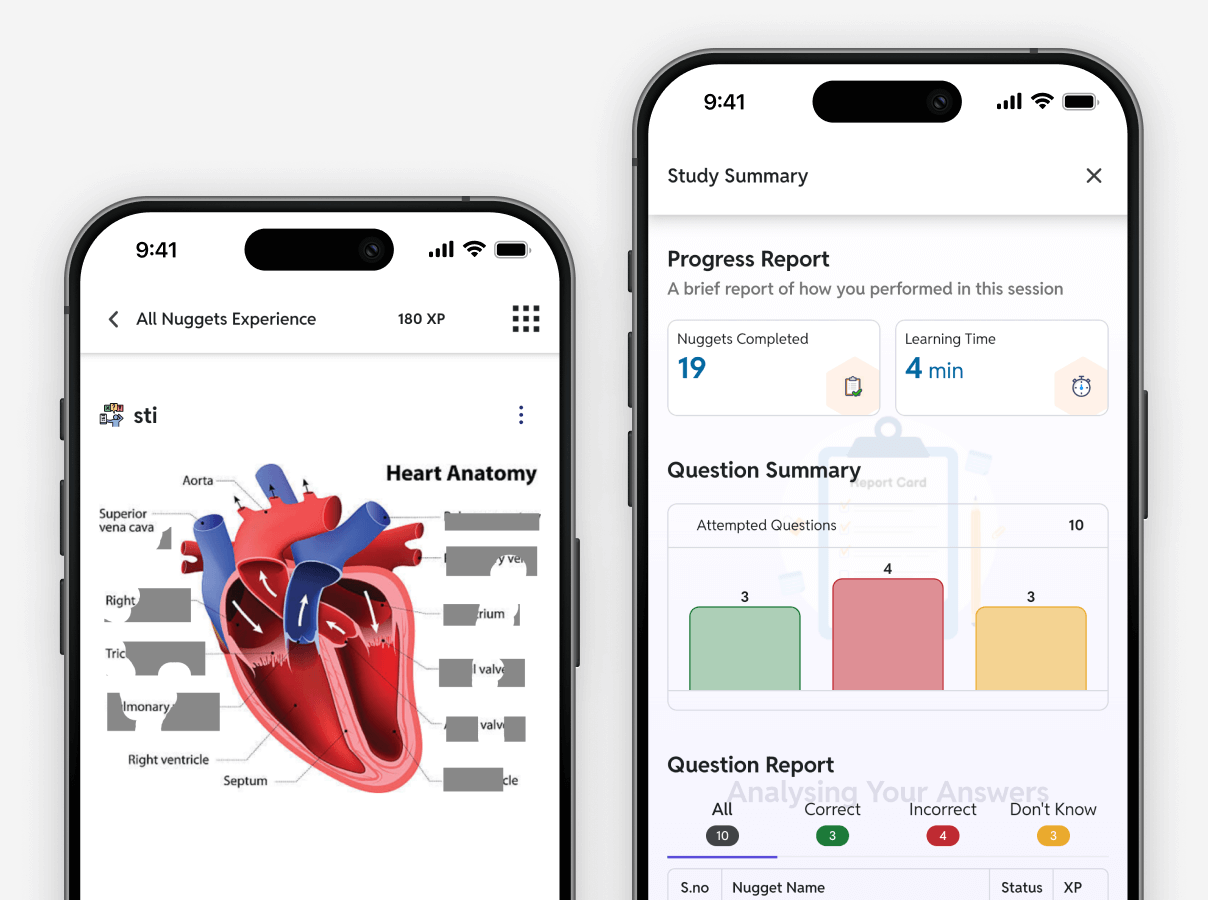 9:41
All Nuggets Experience
180 XP
sti
Heart Anatomy
Aorta
Superior
vena cava
Right
Tric
lmonary
Right ventricle
Septum
y ve
trium
l valv
valv
cle
9:41
Study Summary
Progress Report
A brief report of how you performed in this session
Nuggets Completed
19
Learning Time
4 min
Question Summary
Report Card
Attempted Questions
10
3
4
3
Question Report
Analysing Your Answers
All
10
Correct
3
Incorrect
4
Don't Know
3
S.no
Nugget Name
Status
XP